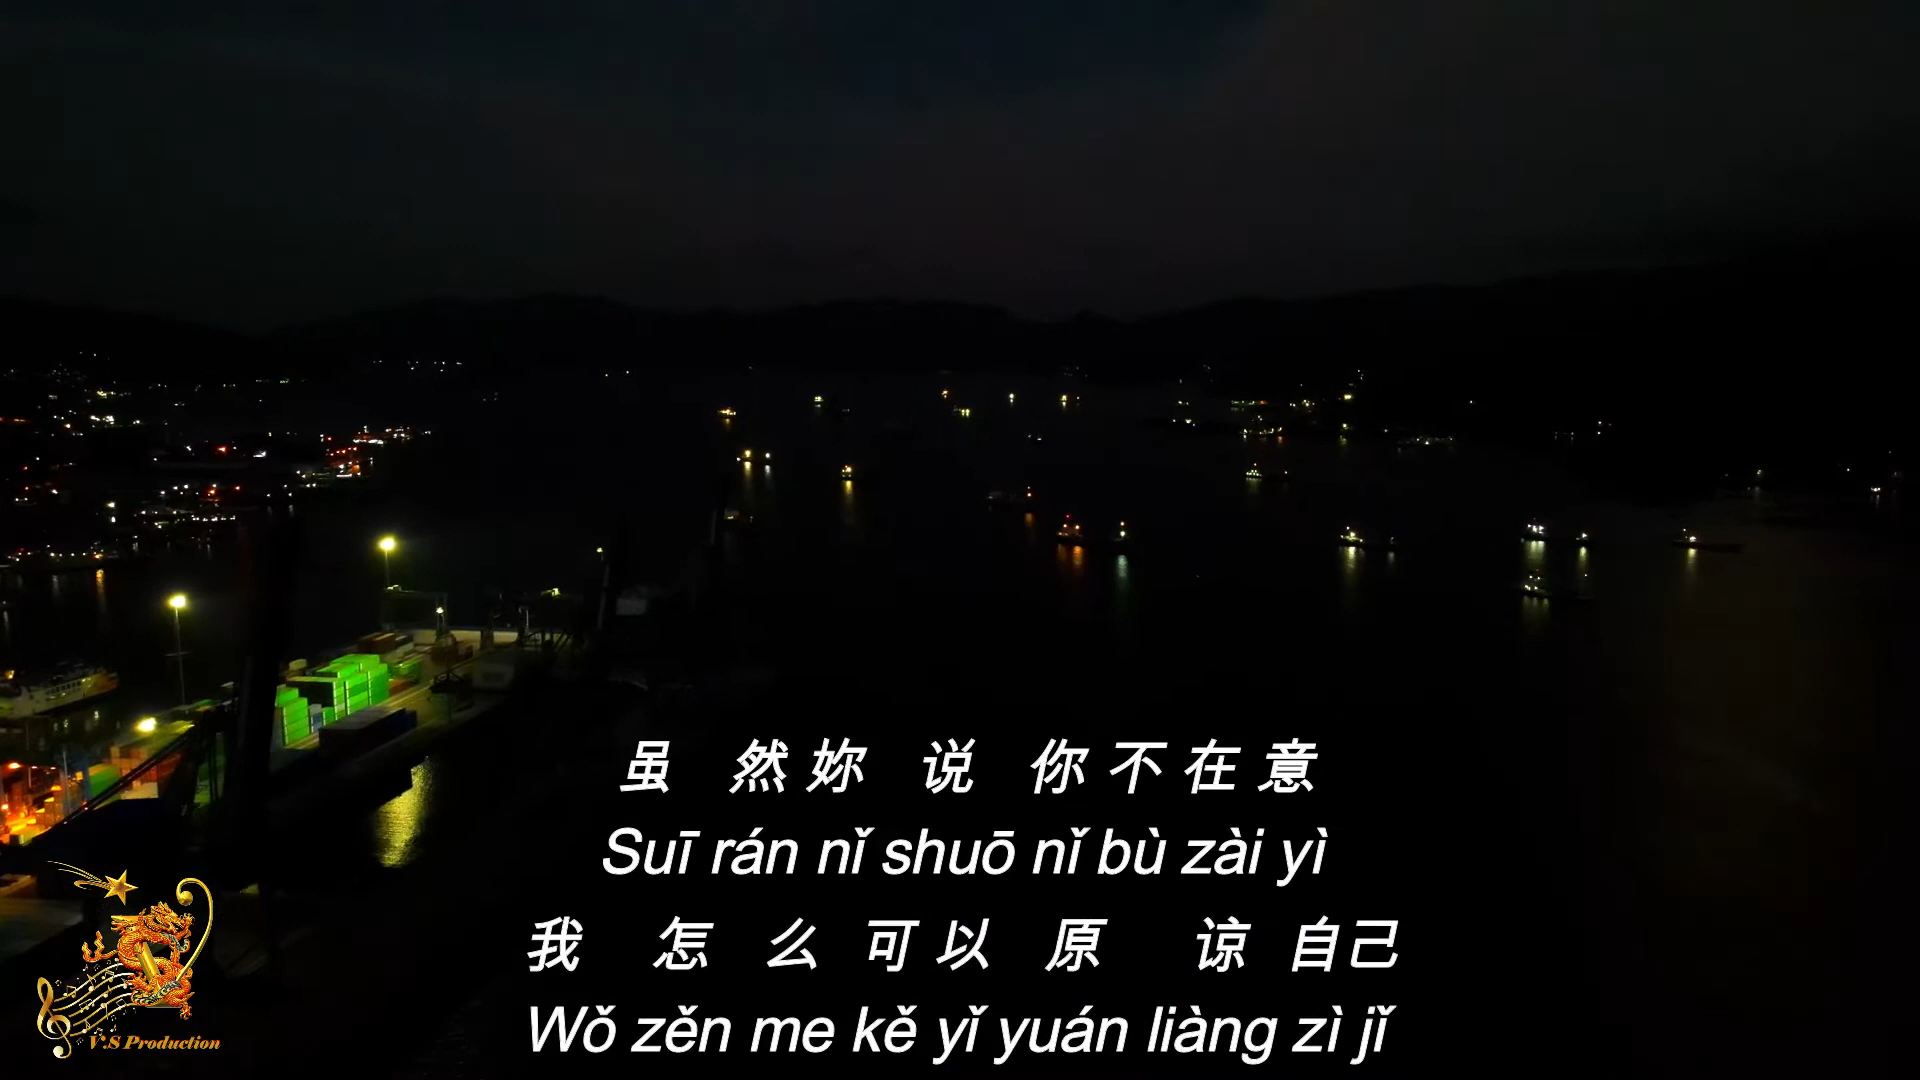 虽 然 妳 说 你 不 在 意
Suī rán nǐ shuō nǐ bù zài yì
我 怎 么 可 以 原 谅 自己
Wǒ zěn me kě yǐ yuán liàng zì jǐ
V.S Production